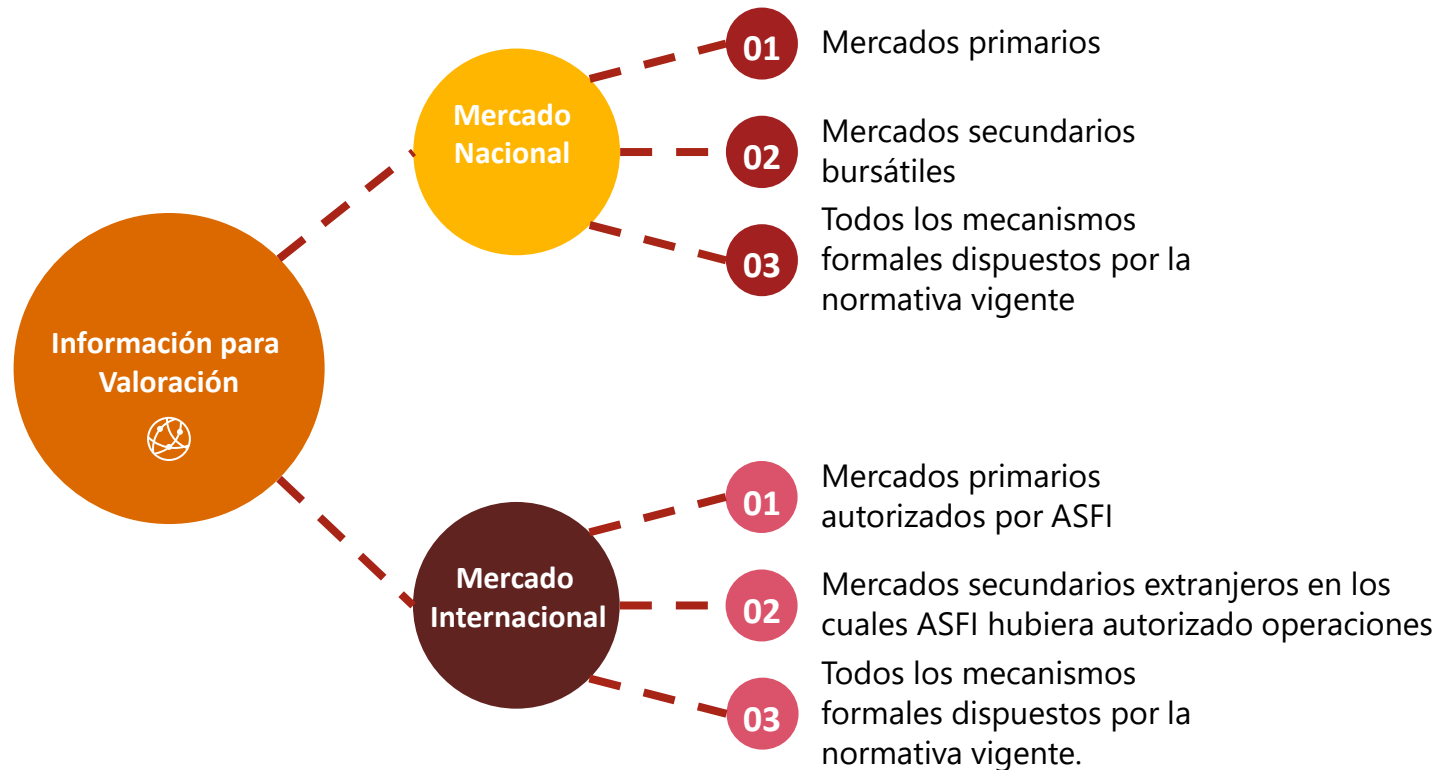 Información para
Valoración
Mercado
Nacional
01
Mercados primarios
02
Mercados secundarios
bursátiles
03
Todos los mecanismos
formales dispuestos por la
normativa vigente
Mercado
Internacional
01
Mercados primarios
autorizados por ASFI
02
Mercados secundarios extranjeros en los
cuales ASFI hubiera autorizado operaciones
03
Todos los mecanismos
formales dispuestos por la
normativa vigente.